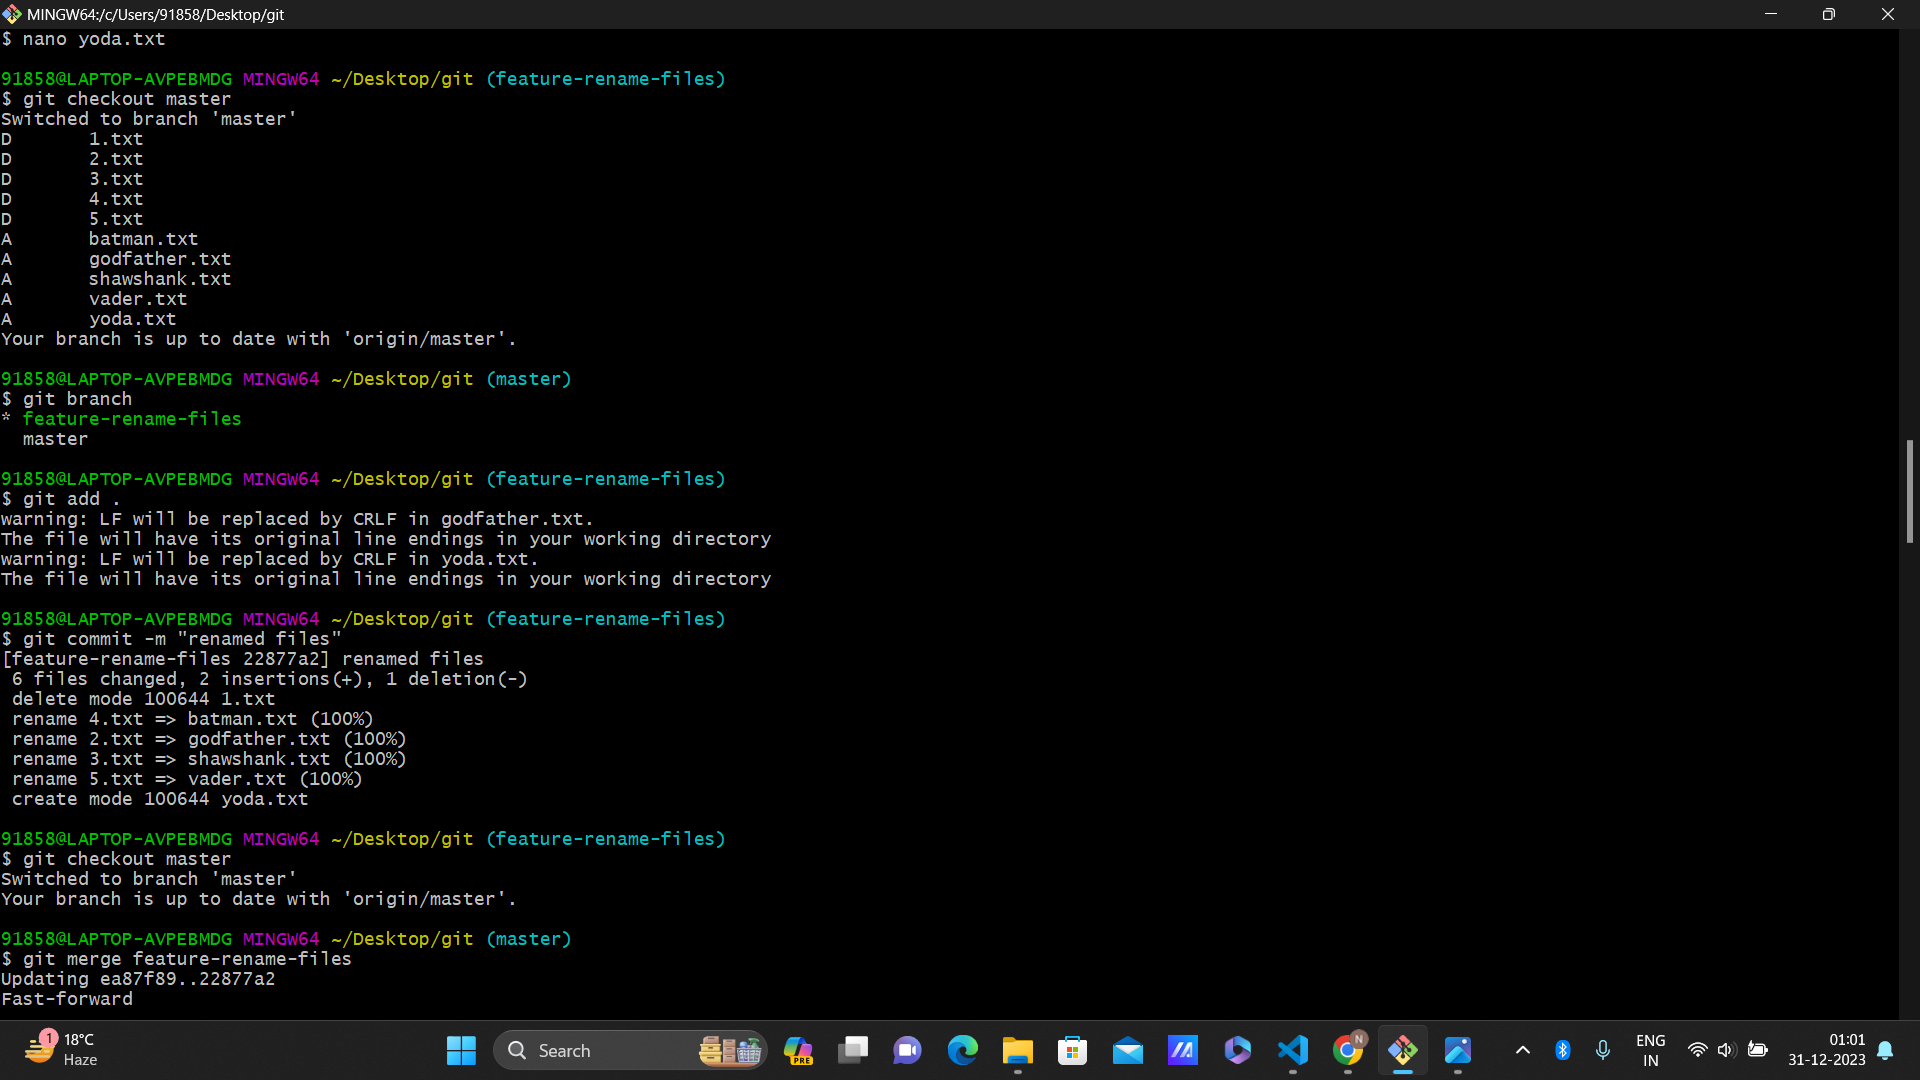 MINGW64:/c/Users/91858/Desktop/git
$ nano yoda.txt
91858@LAPTOP-AVPEBMDG MINGW64 ~/Desktop/git (feature-rename-files)
$ git checkout master
Switched to branch 'master'
D       1.txt
D       2.txt
D       3.txt
D       4.txt
D       5.txt
A       batman.txt
A       godfather.txt
A       shawshank.txt
A       vader.txt
A       yoda.txt
Your branch is up to date with 'origin/master'.
91858@LAPTOP-AVPEBMDG MINGW64 ~/Desktop/git (master)
$ git branch
* feature-rename-files
  master
91858@LAPTOP-AVPEBMDG MINGW64 ~/Desktop/git (feature-rename-files)
$ git add .
warning: LF will be replaced by CRLF in godfather.txt.
The file will have its original line endings in your working directory
warning: LF will be replaced by CRLF in yoda.txt.
The file will have its original line endings in your working directory
91858@LAPTOP-AVPEBMDG MINGW64 ~/Desktop/git (feature-rename-files)
$ git commit -m "renamed files"
[feature-rename-files 22877a2] renamed files
 6 files changed, 2 insertions(+), 1 deletion(-)
 delete mode 100644 1.txt
 rename 4.txt => batman.txt (100%)
 rename 2.txt => godfather.txt (100%)
 rename 3.txt => shawshank.txt (100%)
 rename 5.txt => vader.txt (100%)
 create mode 100644 yoda.txt
91858@LAPTOP-AVPEBMDG MINGW64 ~/Desktop/git (feature-rename-files)
$ git checkout master
Switched to branch 'master'
Your branch is up to date with 'origin/master'.
91858@LAPTOP-AVPEBMDG MINGW64 ~/Desktop/git (master)
$ git merge feature-rename-files
Updating ea87f89..22877a2
Fast-forward
1
18°C
Haze
Search
PRE
N
ENG
IN
01:01
31-12-2023